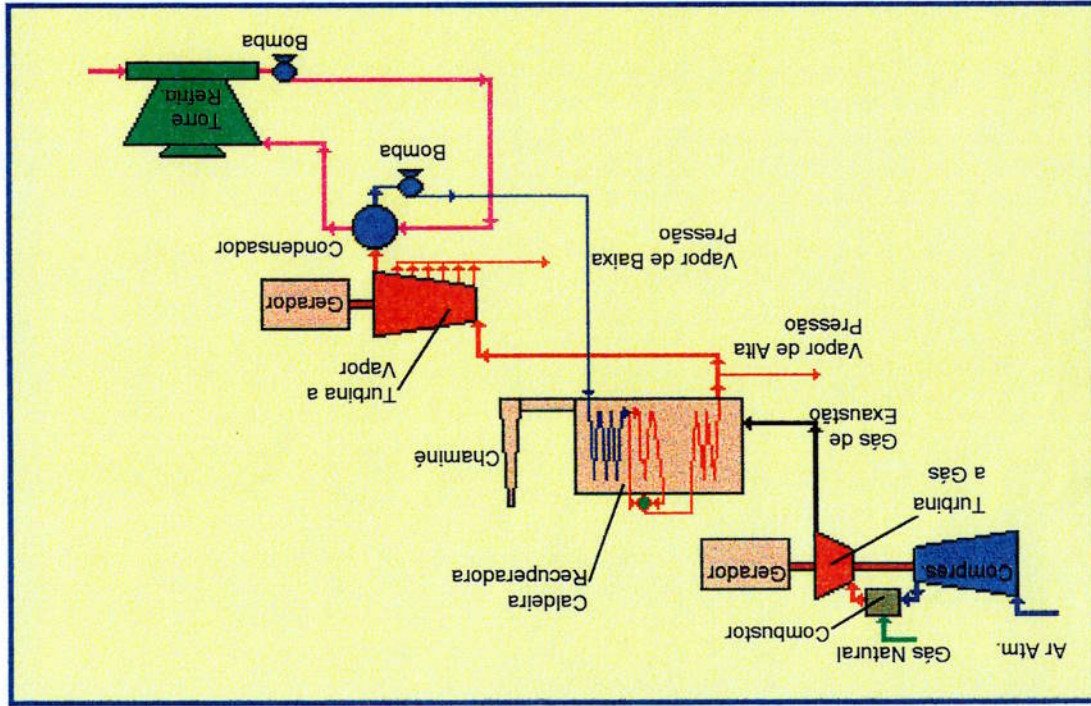 Ar Atm.
Gás Natural
Combustor
Compres.
Gerador
Turbina
a Gás
Caldeira
Recuperadora
Chaminé
Gás de
Exaustão
Turbina a
Vapor
Vapor de Alta
Pressão
Gerador
Condensador
Vapor de Baixa
Pressão
Bomba
Torre
Refrig.
Bomba